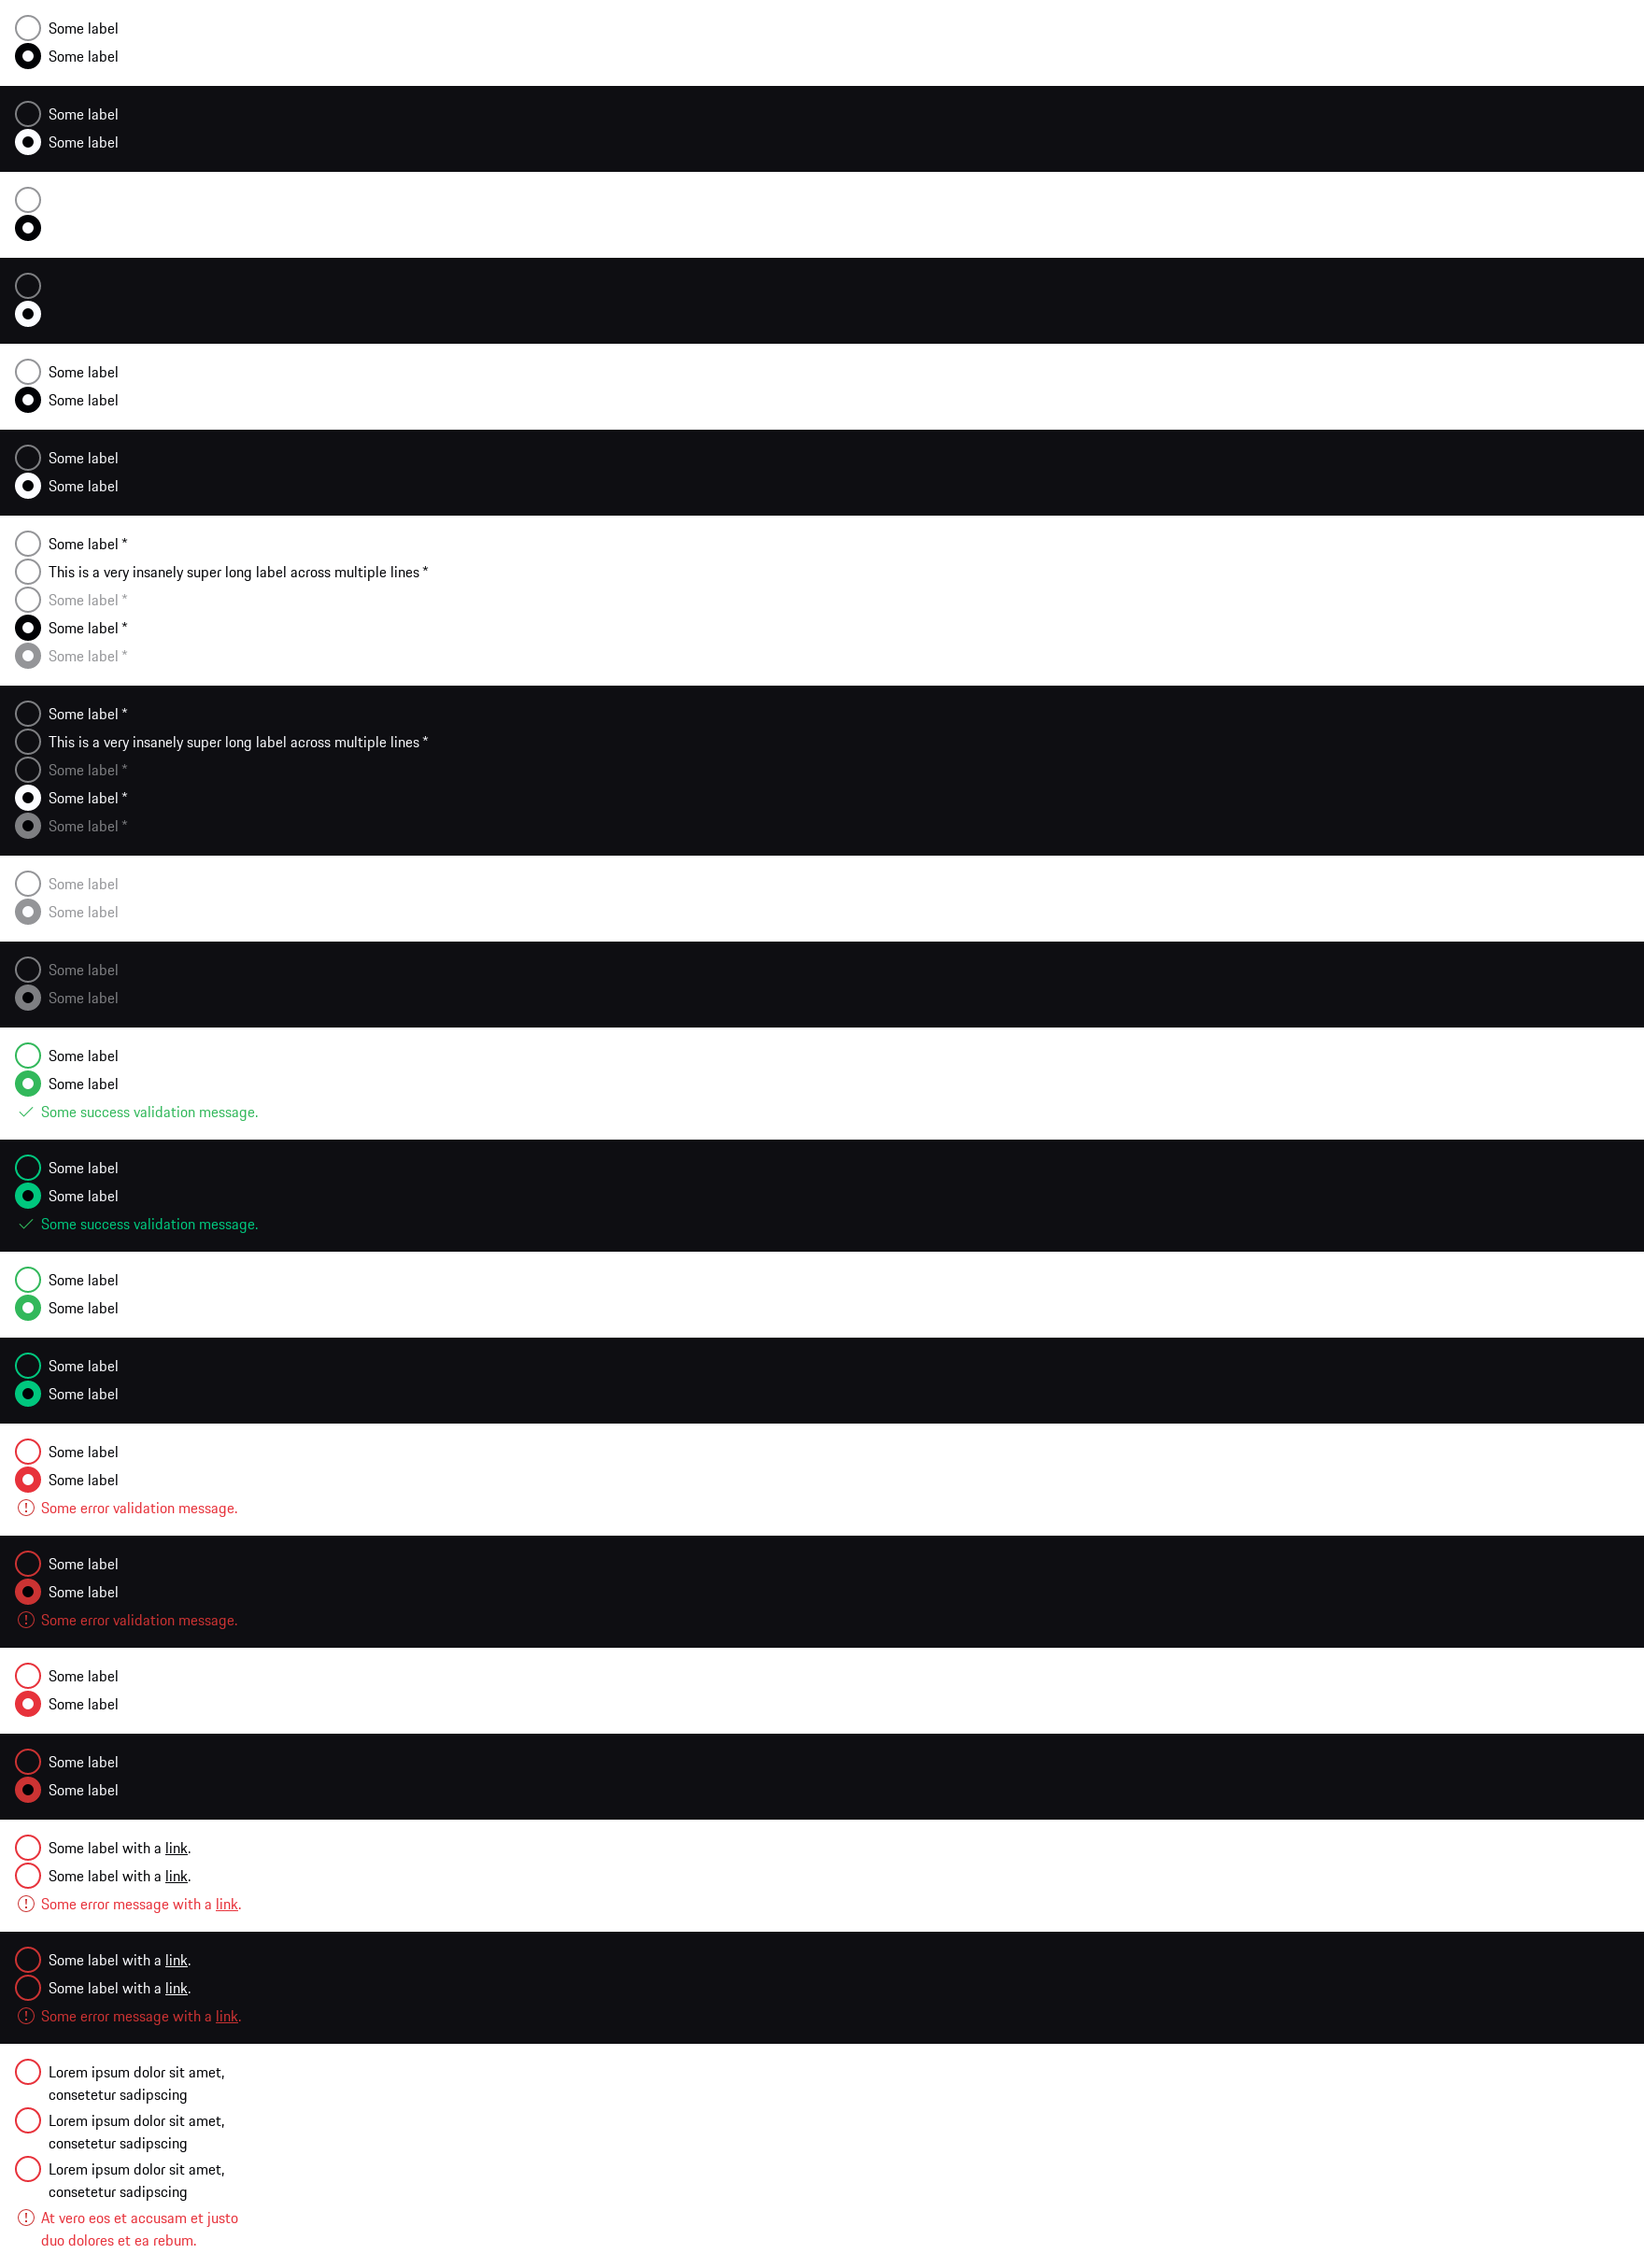 Some label
Some label
Some label
Some label
Some label
Some label
Some label
Some label
Some label *
This is a very insanely super long label across multiple lines *
Some label *
Some label *
Some label *
Some label *
This is a very insanely super long label across multiple lines *
Some label *
Some label *
Some label *
Some label
Some label
Some label
Some label
Some label
Some label
Some success validation message.
Some label
Some label
Some success validation message.
Some label
Some label
Some label
Some label
Some label
Some label
Some error validation message.
Some label
Some label
Some error validation message.
Some label
Some label
Some label
Some label
Some label with a link.
Some label with a link.
Some error message with a link.
Some label with a link.
Some label with a link.
Some error message with a link.
Lorem ipsum dolor sit amet,
consetetur sadipscing
Lorem ipsum dolor sit amet,
consetetur sadipscing
Lorem ipsum dolor sit amet,
consetetur sadipscing
At vero eos et accusam et justo
duo dolores et ea rebum.